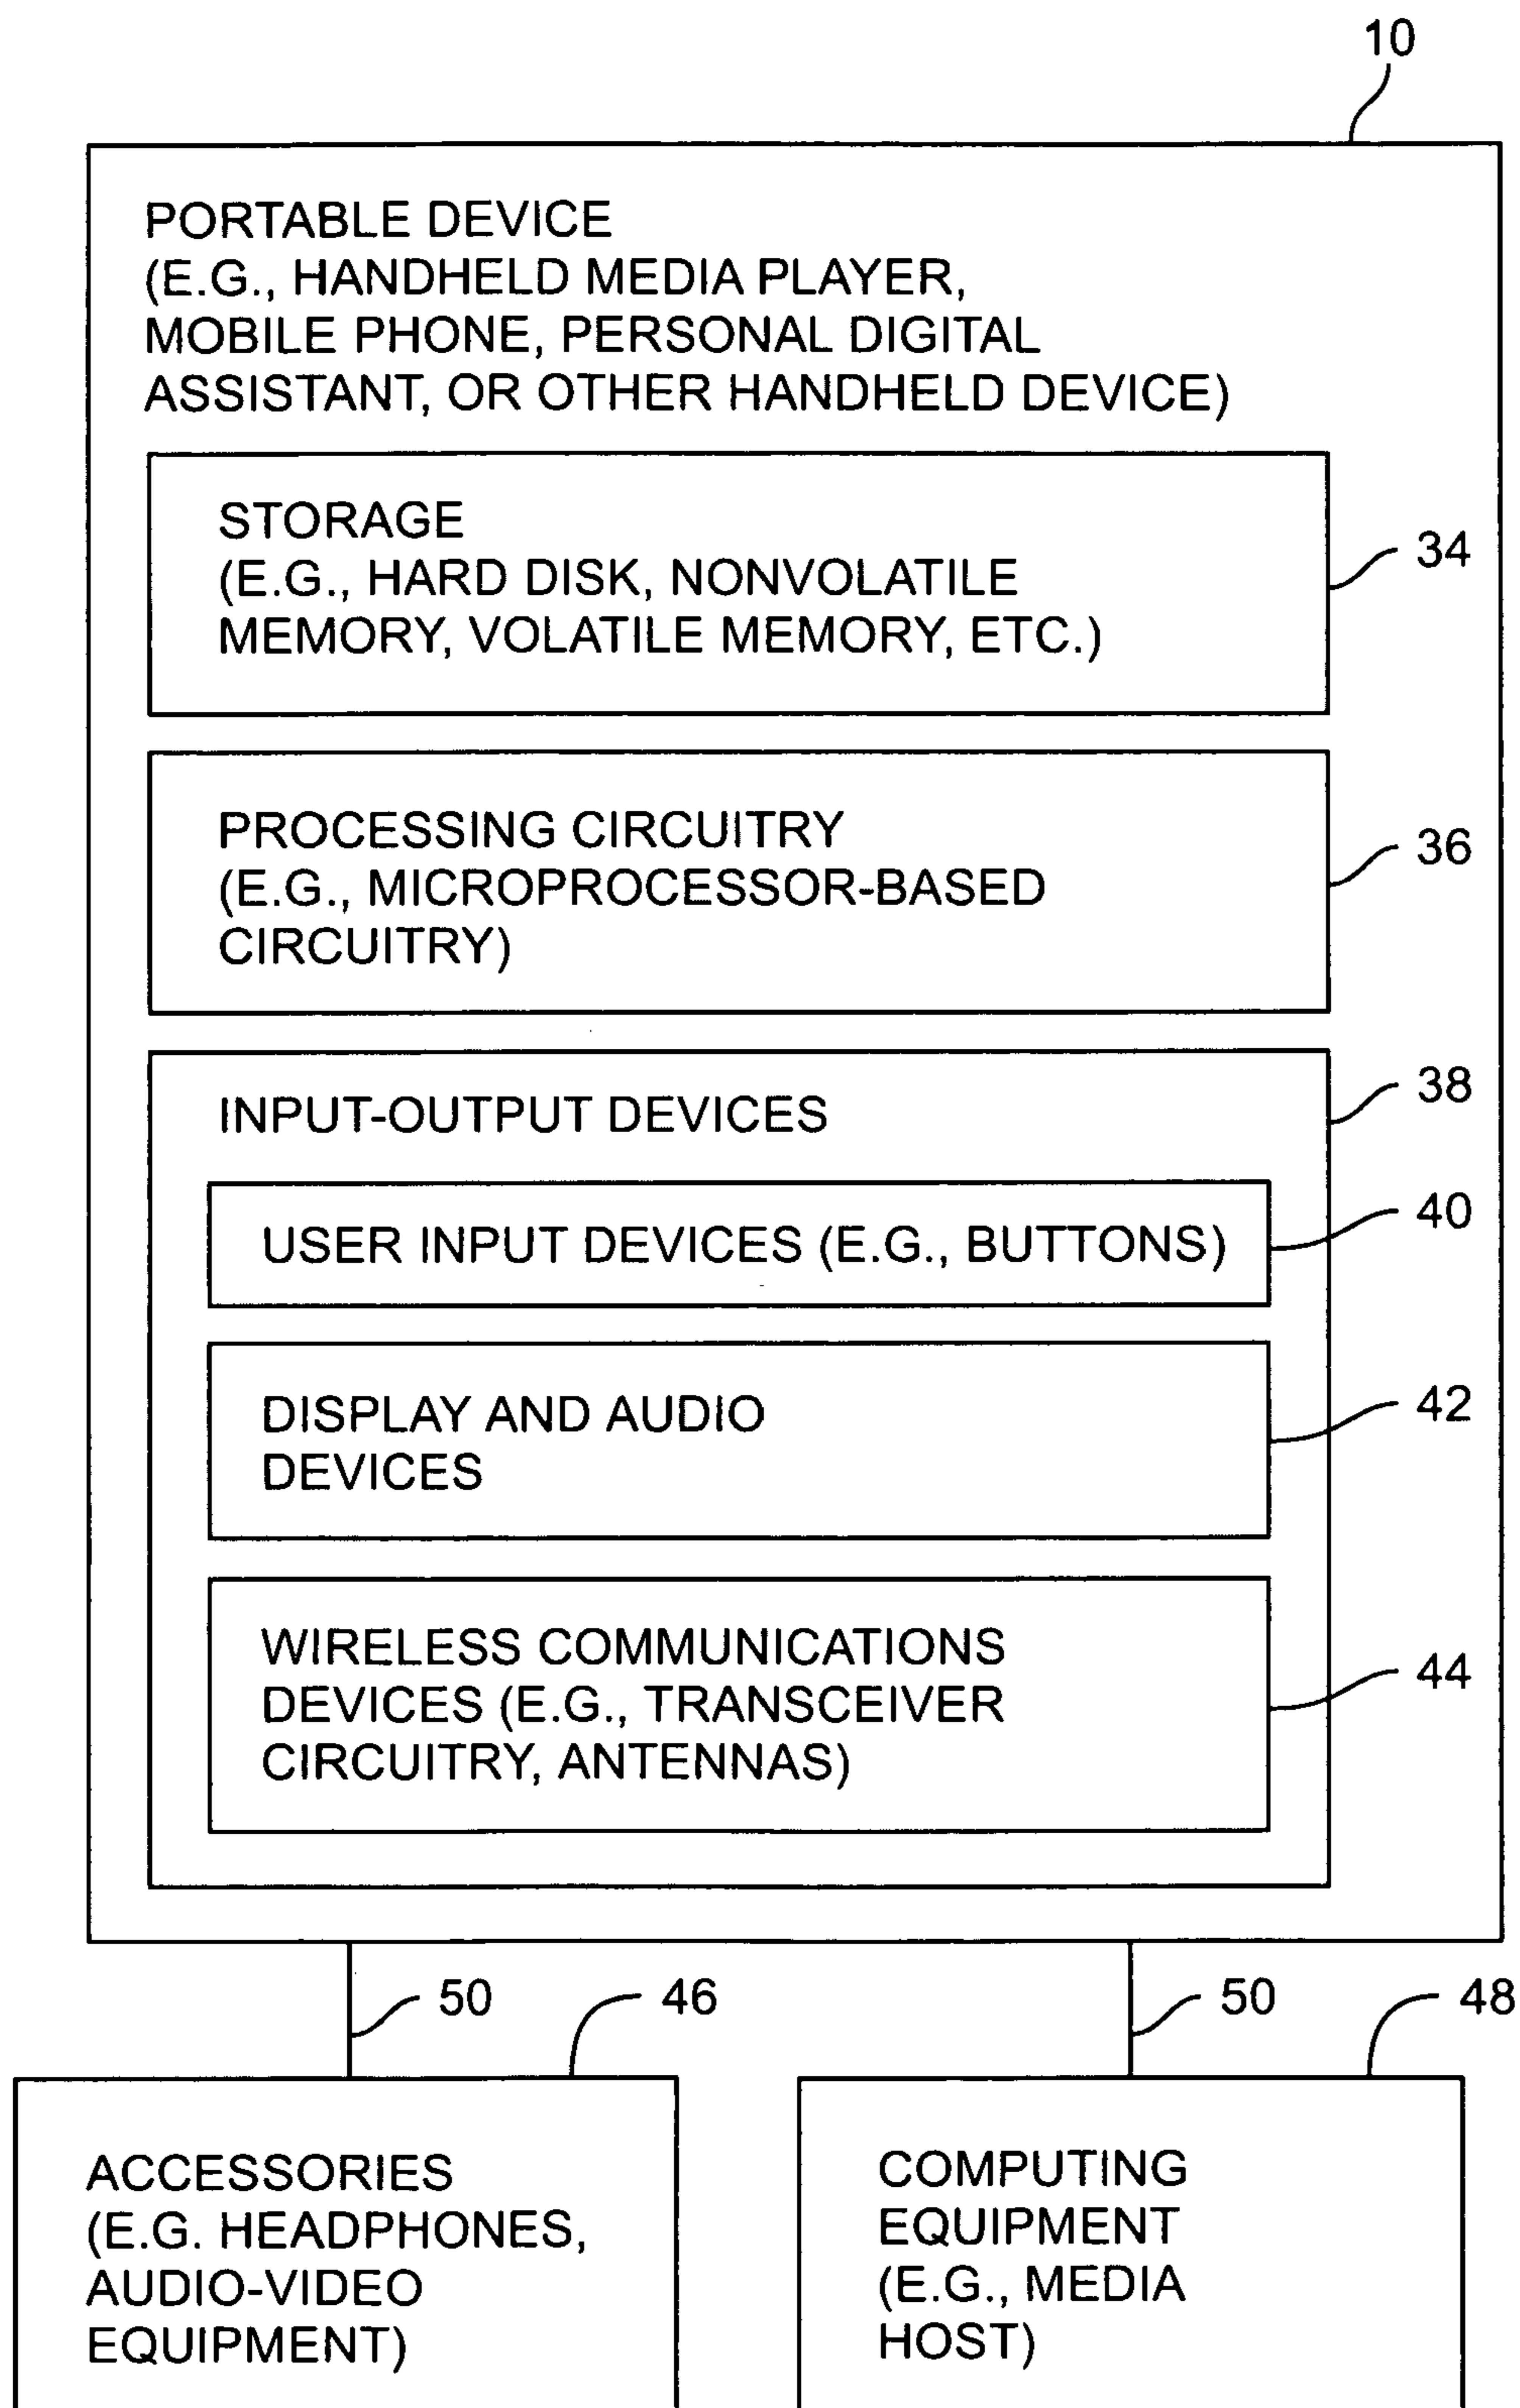 10
PORTABLE DEVICE
(E.G., HANDHELD MEDIA PLAYER,
MOBILE PHONE, PERSONAL DIGITAL
ASSISTANT, OR OTHER HANDHELD DEVICE)
STORAGE
(E.G., HARD DISK, NONVOLATILE
MEMORY, VOLATILE MEMORY, ETC.)
34
PROCESSING CIRCUITRY
(E.G., MICROPROCESSOR-BASED
CIRCUITRY)
36
INPUT-OUTPUT DEVICES
38
USER INPUT DEVICES (E.G., BUTTONS)
40
DISPLAY AND AUDIO
DEVICES
42
WIRELESS COMMUNICATIONS
DEVICES (E.G., TRANSCEIVER
CIRCUITRY, ANTENNAS)
44
50
46
50
48
ACCESSORIES
(E.G. HEADPHONES,
AUDIO-VIDEO
EQUIPMENT)
COMPUTING
EQUIPMENT
(E.G., MEDIA
HOST)